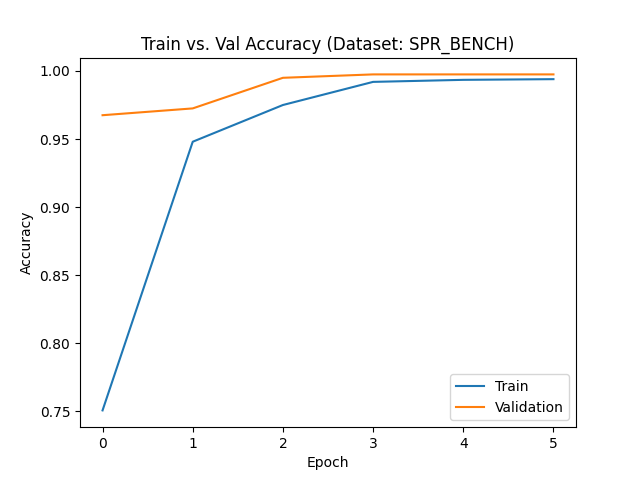 Train vs. Val Accuracy (Dataset: SPR_BENCH)
1.00
0.95
0.90
0.85
0.80
0.75
Accuracy
0
1
2
3
4
5
Epoch
Train
Validation